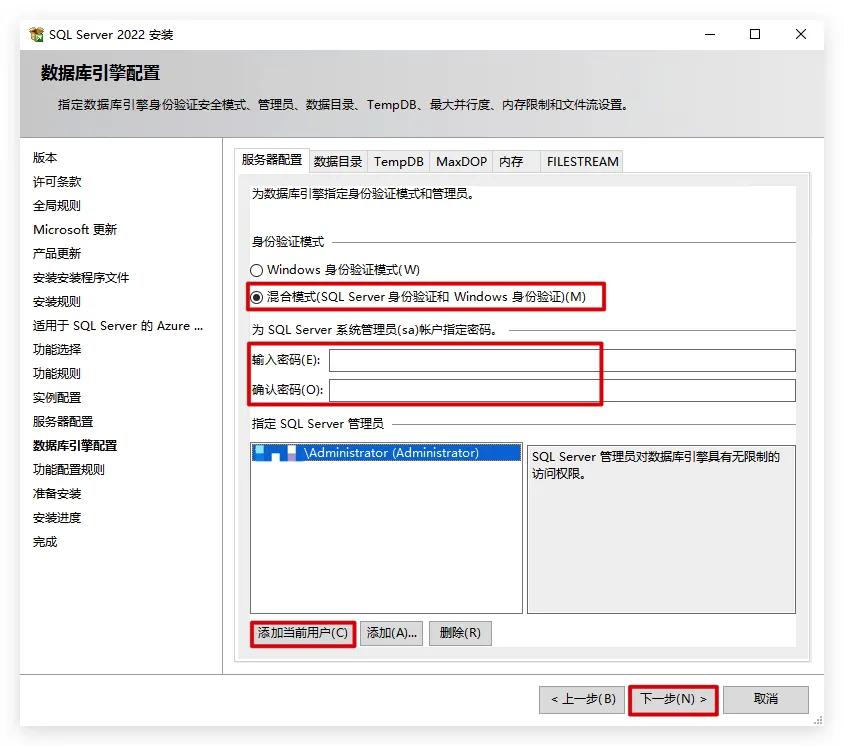 SQL Server 2022 安装
数据库引擎配置
指定数据库引擎身份验证安全模式、管理员、数据目录、TempDB、最大并行度、内存限制和文件流设置。
版本
许可条款
全局规则
Microsoft 更新
产品更新
安装安装程序文件
安装规则
适用于 SQL Server 的 Azure ...
功能选择
功能规则
实例配置
服务器配置
数据库引擎配置
功能配置规则
准备安装
安装进度
完成
服务器配置 数据目录 TempDB MaxDOP 内存 FILESTREAM
为数据库引擎指定身份验证模式和管理员。
身份验证模式
Windows 身份验证模式(W)
混合模式(SQL Server 身份验证和 Windows 身份验证)(M)
为 SQL Server 系统管理员(sa)帐户指定密码。
输入密码(E):
确认密码(O):
指定 SQL Server 管理员
\Administrator (Administrator)
SQL Server 管理员对数据库引擎具有无限制的
访问权限。
添加当前用户(C) 添加(A)... 删除(R)
< 上一步(B) 下一步(N) > 取消